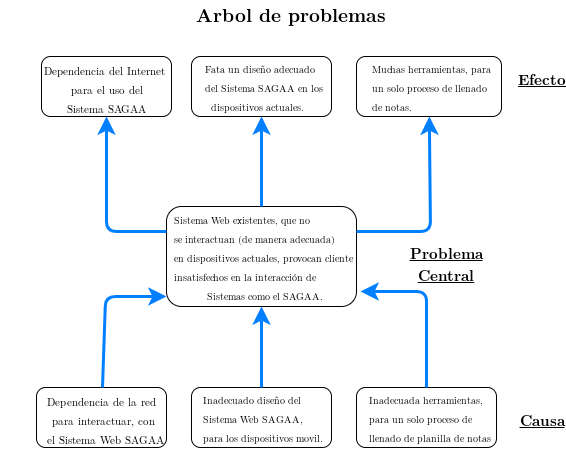 Arbol de problemas
Dependencia del Internet
para el uso del
Sistema SAGAA
Fata un diseño adecuado
del Sistema SAGAA en los
dispositivos actuales.
Muchas herramientas, para
un solo proceso de llenado
de notas.
Efecto
Sistema Web existentes, que no
se interactuan (de manera adecuada)
en dispositivos actuales, provocan cliente
insatisfechos en la interacción de
Sistemas como el SAGAA.
Problema
Central
Dependencia de la red
para interactuar, con
el Sistema Web SAGAA
Inadecuado diseño del
Sistema Web SAGAA,
para los dispositivos movil.
Inadecuada herramientas,
para un solo proceso de
llenado de planilla de notas
Causa